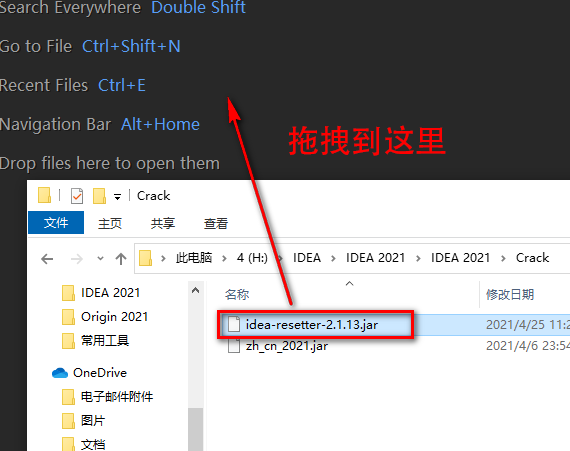 Search Everywhere Double Shift
Go to File Ctrl+Shift+N
Recent Files Ctrl+E
Navigation Bar Alt+Home
拖拽到这里
Drop files here to open them
Crack
文件 主页 共享 查看
此电脑 4 (H:) IDEA IDEA 2021 IDEA 2021 Crack
名称 修改日期
IDEA 2021
Origin 2021
常用工具
OneDrive
电子邮件附件
图片
文档
idea-resetter-2.1.13.jar 2021/4/25 11:2
zh_cn_2021.jar 2021/4/6 23:54